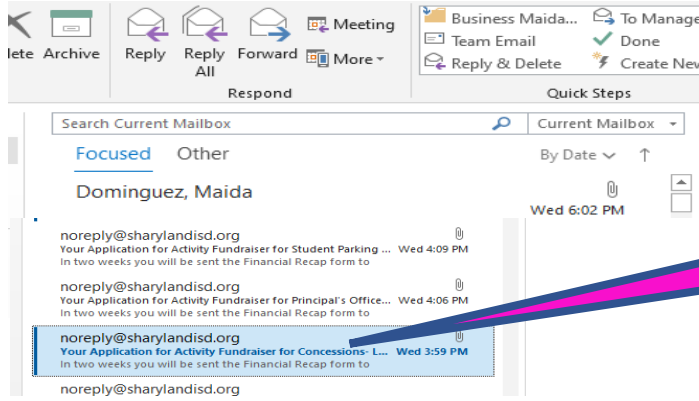 Business Maida... To Manage
Meeting
Team Email Done
Archive Reply Reply All Forward More Reply & Delete Create New
Respond Quick Steps
Search Current Mailbox Current Mailbox
Focused Other By Date
Dominguez, Maida
Wed 6:02 PM
noreply@sharylandisd.org
Your Application for Activity Fundraiser for Student Parking ... Wed 4:09 PM
In two weeks you will be sent the Financial Recap form to
noreply@sharylandisd.org
Your Application for Activity Fundraiser for Principal's Office... Wed 4:06 PM
In two weeks you will be sent the Financial Recap form to
noreply@sharylandisd.org
Your Application for Activity Fundraiser for Concessions- L... Wed 3:59 PM
In two weeks you will be sent the Financial Recap form to
noreply@sharylandisd.org